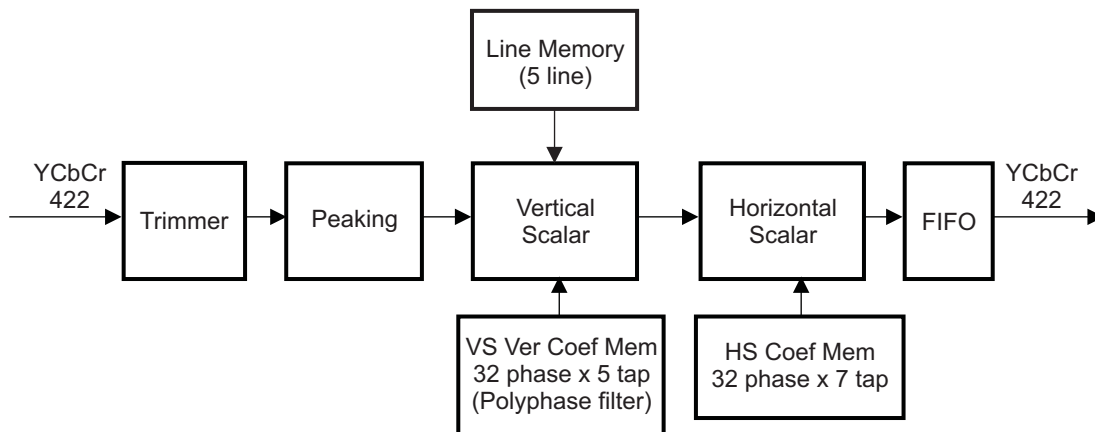 Line Memory
(5 line)
YCbCr
422
Trimmer
Peaking
Vertical
Scalar
Horizontal
Scalar
FIFO
YCbCr
422
VS Ver Coef Mem
32 phase x 5 tap
(Polyphase filter)
HS Coef Mem
32 phase x 7 tap